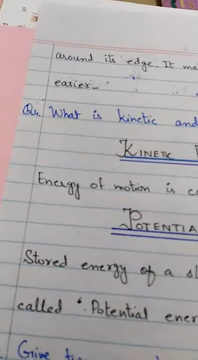 around its edge. It ma
easier.
Qu. What is kinetic and
KINETIC
Energy of motion is c
POTENTIA
Stored energy of a
called " Potential ener
Give